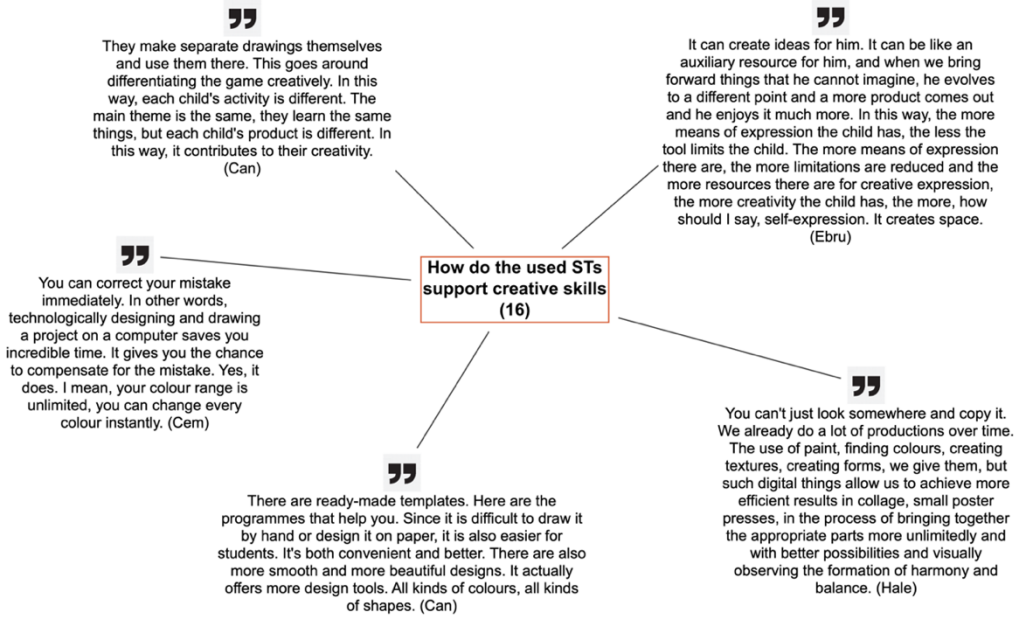 They make separate drawings themselves
and use them there. This goes around
differentiating the game creatively. In this
way, each child's activity is different. The
main theme is the same, they learn the same
things, but each child's product is different. In
this way, it contributes to their creativity.
(Can)
It can create ideas for him. It can be like an
auxiliary resource for him, and when we bring
forward things that he cannot imagine, he evolves
to a different point and a more product comes out
and he enjoys it much more. In this way, the more
means of expression the child has, the less the
tool limits the child. The more means of expression
there are, the more limitations are reduced and the
more resources there are for creative expression,
the more creativity the child has, the more, how
should I say, self-expression. It creates space.
(Ebru)
How do the used STs
support creative skills
(16)
You can correct your mistake
immediately. In other words,
technologically designing and drawing
a project on a computer saves you
incredible time. It gives you the chance
to compensate for the mistake. Yes, it
does. I mean, your colour range is
unlimited, you can change every
colour instantly. (Cem)
There are ready-made templates. Here are the
programmes that help you. Since it is difficult to draw it
by hand or design it on paper, it is also easier for
students. It's both convenient and better. There are also
more smooth and more beautiful designs. It actually
offers more design tools. All kinds of colours, all kinds
of shapes. (Can)
You can't just look somewhere and copy it.
We already do a lot of productions over time.
The use of paint, finding colours, creating
textures, creating forms, we give them, but
such digital things allow us to achieve more
efficient results in collage, small poster
presses, in the process of bringing together
the appropriate parts more unlimitedly and
with better possibilities and visually
observing the formation of harmony and
balance. (Hale)